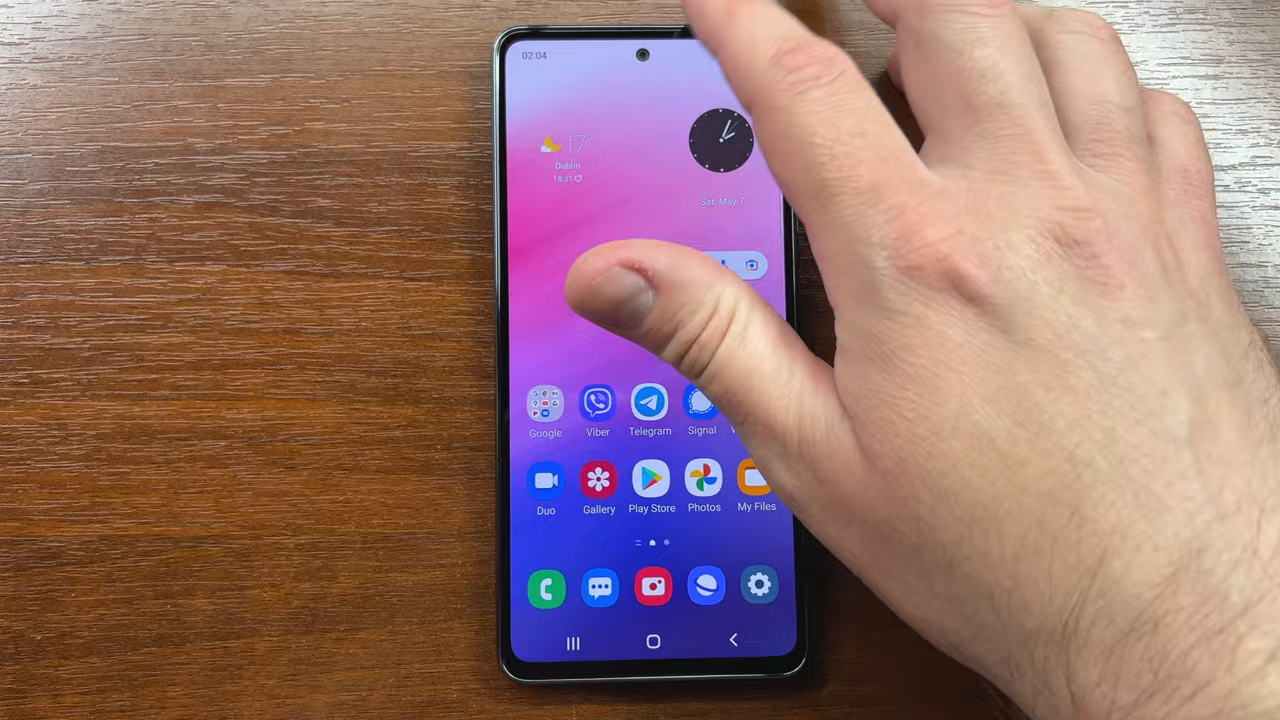 02:04
17°
Dublin
18:31
Sat, May 7
Google Viber Telegram Signal
Duo Gallery Play Store Photos My Files